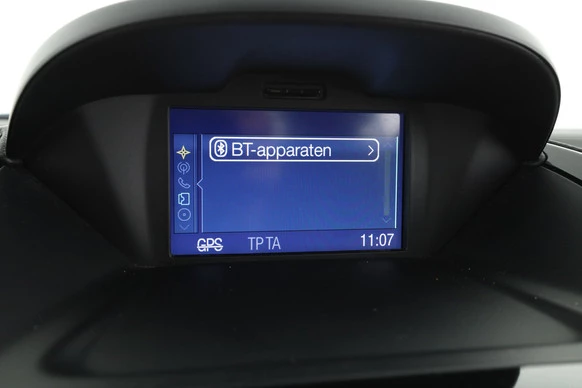 BT-apparaten
GPS TP TA 11:07